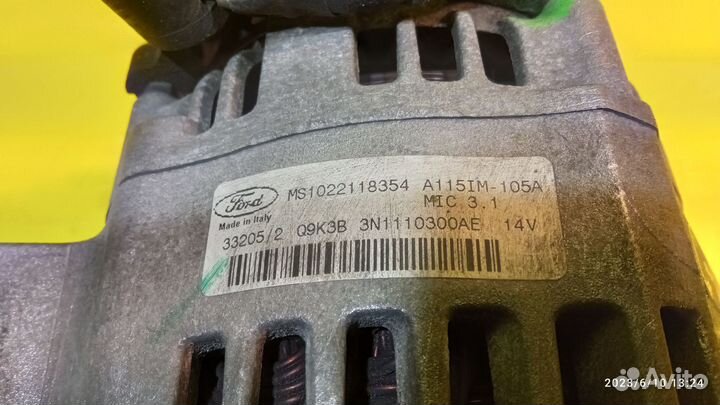 Ford MS1022118354 A115IM-105A
Made in Italy MIC 3.1
33205/2 Q9K3B 3N1110300AE 14V
2023/6/10 13:24
Avito